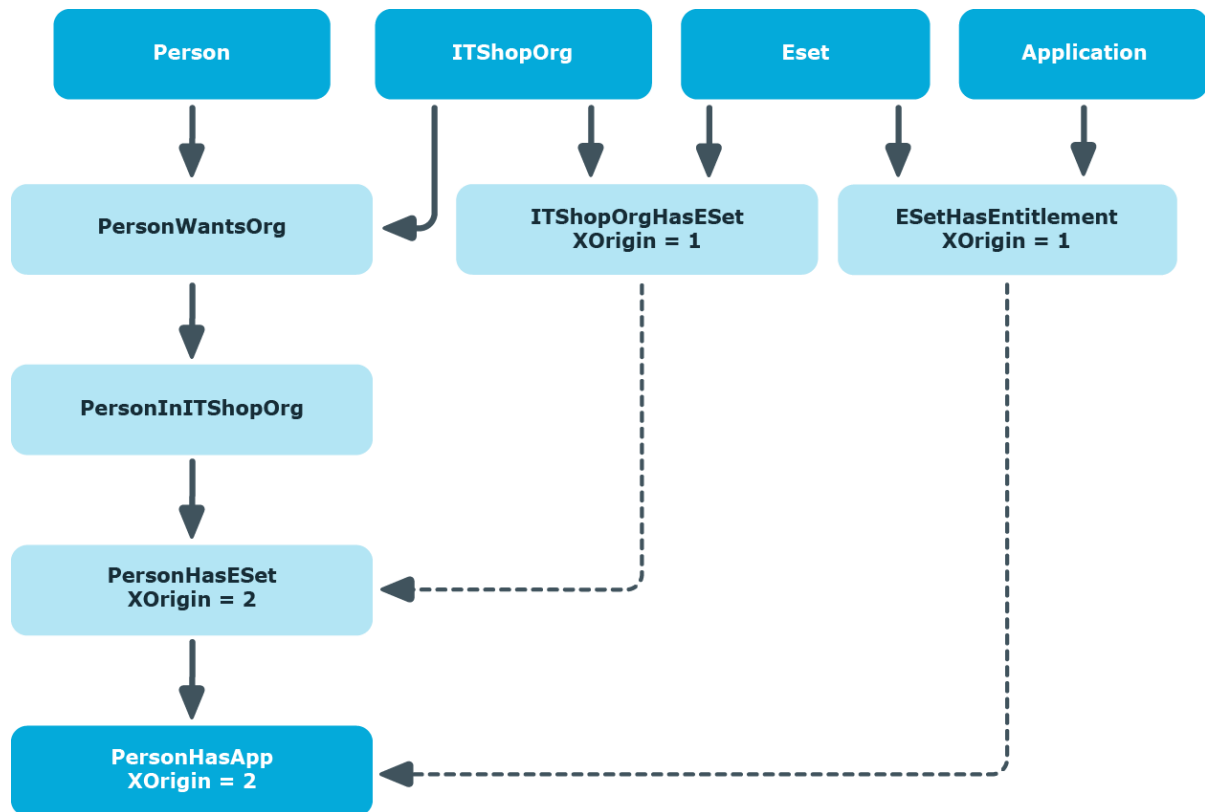 Person
ITShopOrg
Eset
Application
PersonWantsOrg
ITShopOrgHasESet
XOrigin = 1
ESetHasEntitlement
XOrigin = 1
PersonInITShopOrg
PersonHasESet
XOrigin = 2
PersonHasApp
XOrigin = 2